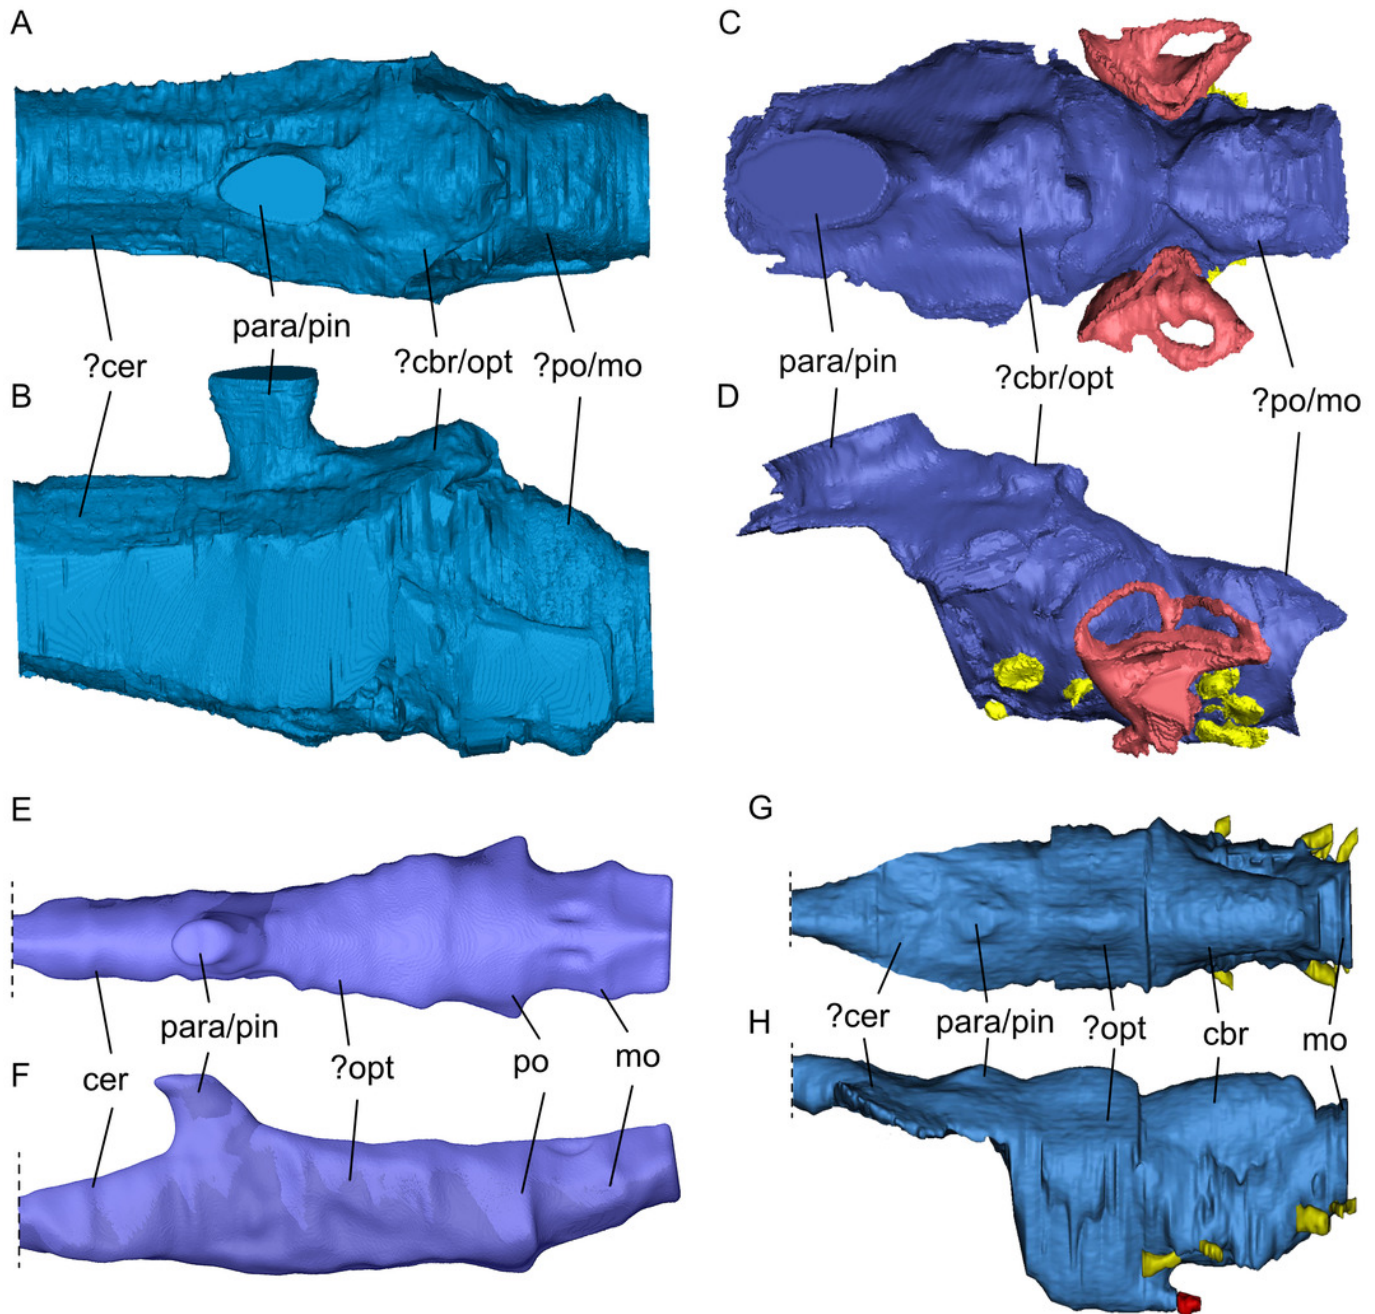 A
C
para/pin
?cer
?cbr/opt
?po/mo
para/pin
?cbr/opt
?po/mo
B
D
E
G
para/pin
?opt
po
mo
cer
F
?cer
para/pin
?opt
cbr
mo
H